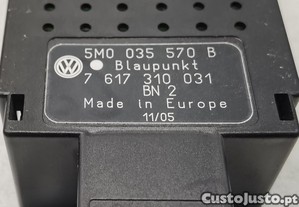 5M0 035 570 B
Blaupunkt
7 617 310 031
BN 2
Made in Europe
11/05
CustoJusto.pt